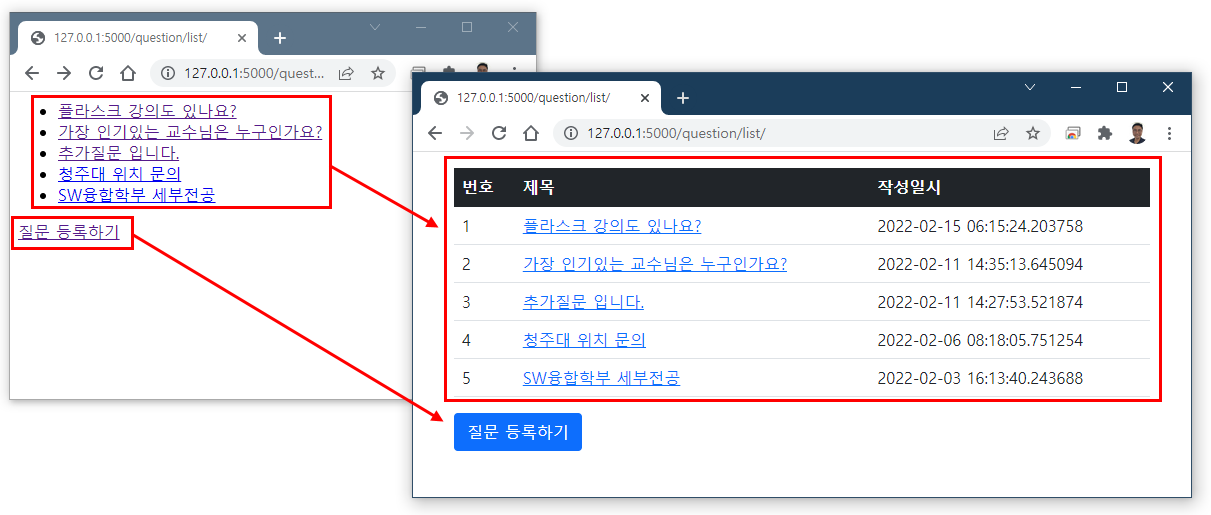 127.0.0.1:5000/question/list/
127.0.0.1:5000/quest...
플라스크 강의도 있나요?
가장 인기있는 교수님은 누구인가요?
추가질문 입니다.
청주대 위치 문의
SW융합학부 세부전공
질문 등록하기
127.0.0.1:5000/question/list/
127.0.0.1:5000/question/list/
번호 제목 작성일시
1 플라스크 강의도 있나요? 2022-02-15 06:15:24.203758
2 가장 인기있는 교수님은 누구인가요? 2022-02-11 14:35:13.645094
3 추가질문 입니다. 2022-02-11 14:27:53.521874
4 청주대 위치 문의 2022-02-06 08:18:05.751254
5 SW융합학부 세부전공 2022-02-03 16:13:40.243688
질문 등록하기